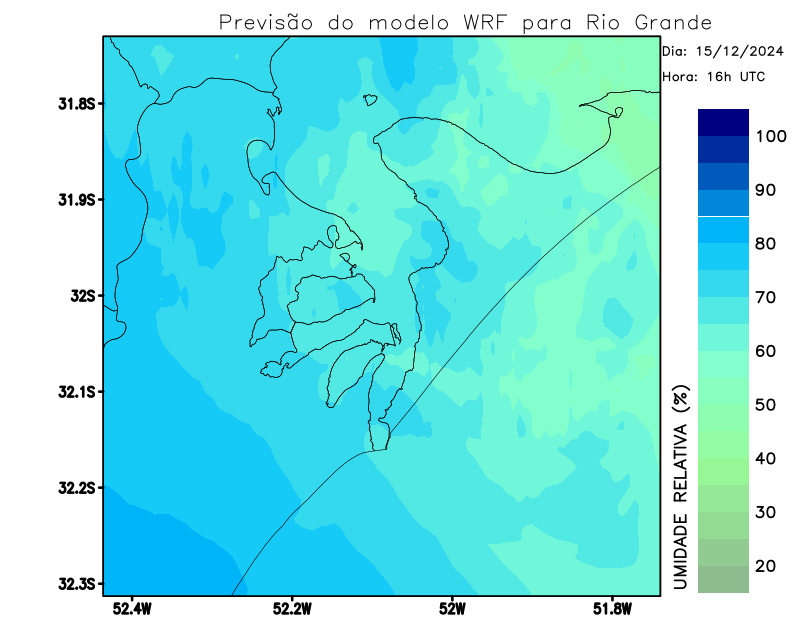 Previsão do modelo WRF para Rio Grande
Dia: 15/12/2024
Hora: 16h UTC
31.8S
31.9S
32S
32.1S
32.2S
32.3S
52.4W
52.2W
52W
51.8W
UMIDADE RELATIVA (%)
100
90
80
70
60
50
40
30
20